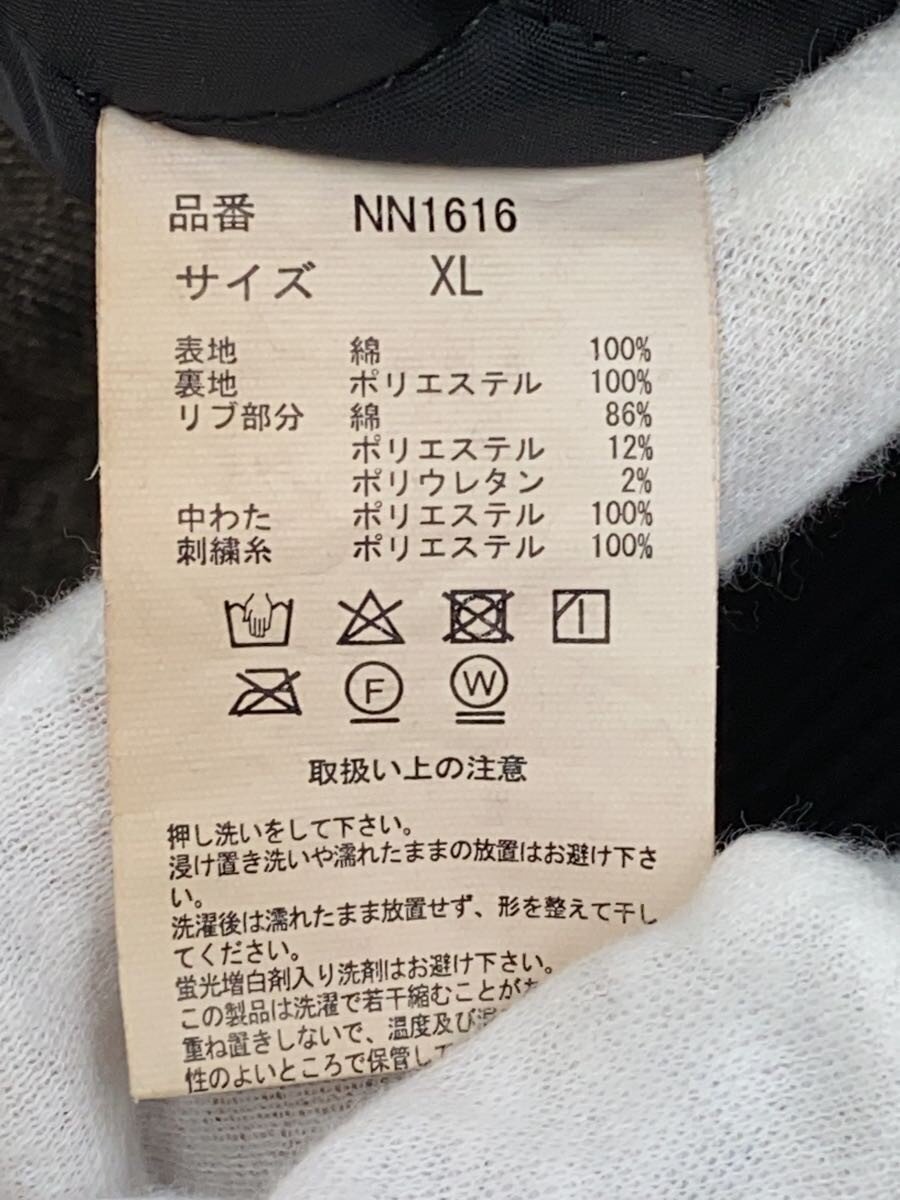 品番 NN1616
サイズ XL
表地 綿 100%
裏地 ポリエステル 100%
リブ部分 綿 86%
ポリエステル 12%
ポリウレタン 2%
中わた ポリエステル 100%
刺繍糸 ポリエステル 100%
F W
取扱い上の注意
押し洗いをして下さい。
浸け置き洗いや濡れたままの放置はお避け下さ
い。
洗濯後は濡れたまま放置せず、形を整えて干し
てください。
蛍光増白剤入り洗剤はお避け下さい。
この製品は洗濯で若干縮むことが
重ね置きしないで、温度及び
性のよいところで保管して